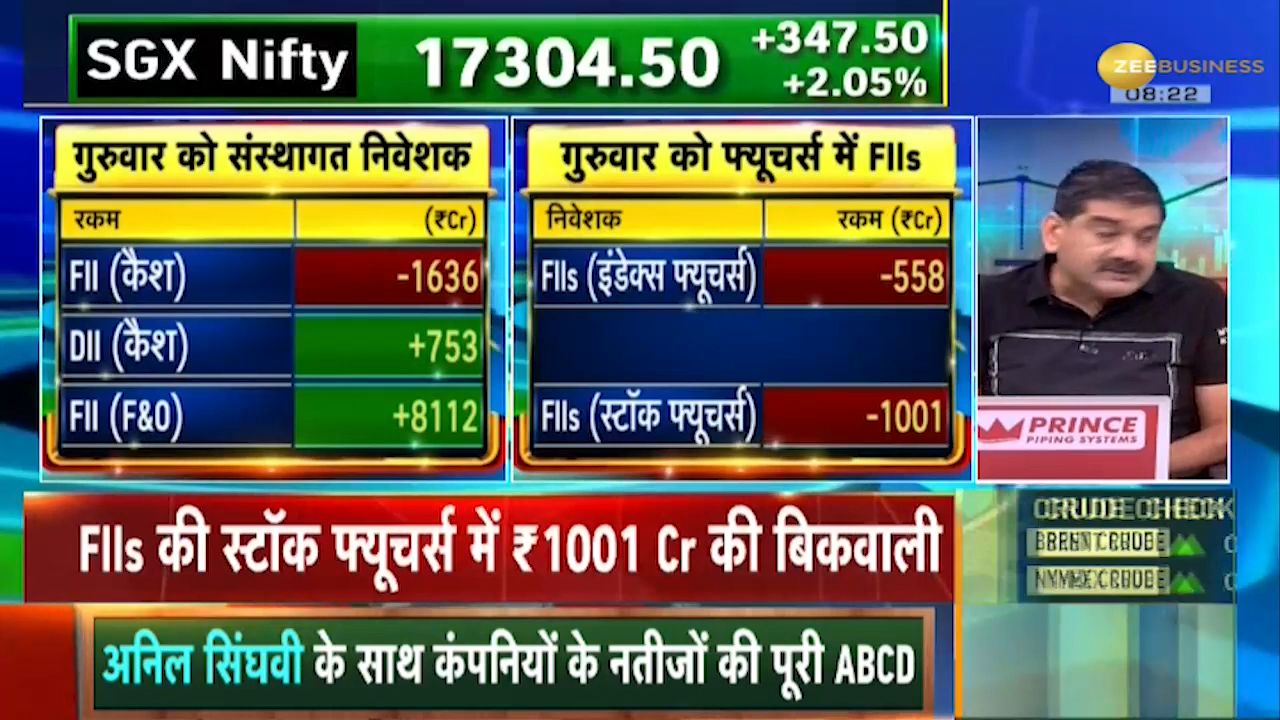 SGX Nifty 17304.50 +347.50 +2.05%
ZEEBUSINESS
08:22
गुरुवार को संस्थागत निवेशक
रकम (₹Cr)
FII (कैश) -1636
DII (कैश) +753
FII (F&O) +8112
गुरुवार को फ्यूचर्स में FIIs
निवेशक रकम (₹Cr)
FIIs (इंडेक्स फ्यूचर्स) -558
FIIs (स्टॉक फ्यूचर्स) -1001
PRINCE
PIPING SYSTEMS
FIIs की स्टॉक फ्यूचर्स में ₹1001 Cr की बिकवाली
CRUDE CHECK
BRENT CRUDE
NYMEX CRUDE
अनिल सिंघवी के साथ कंपनियों के नतीजों की पूरी ABCD